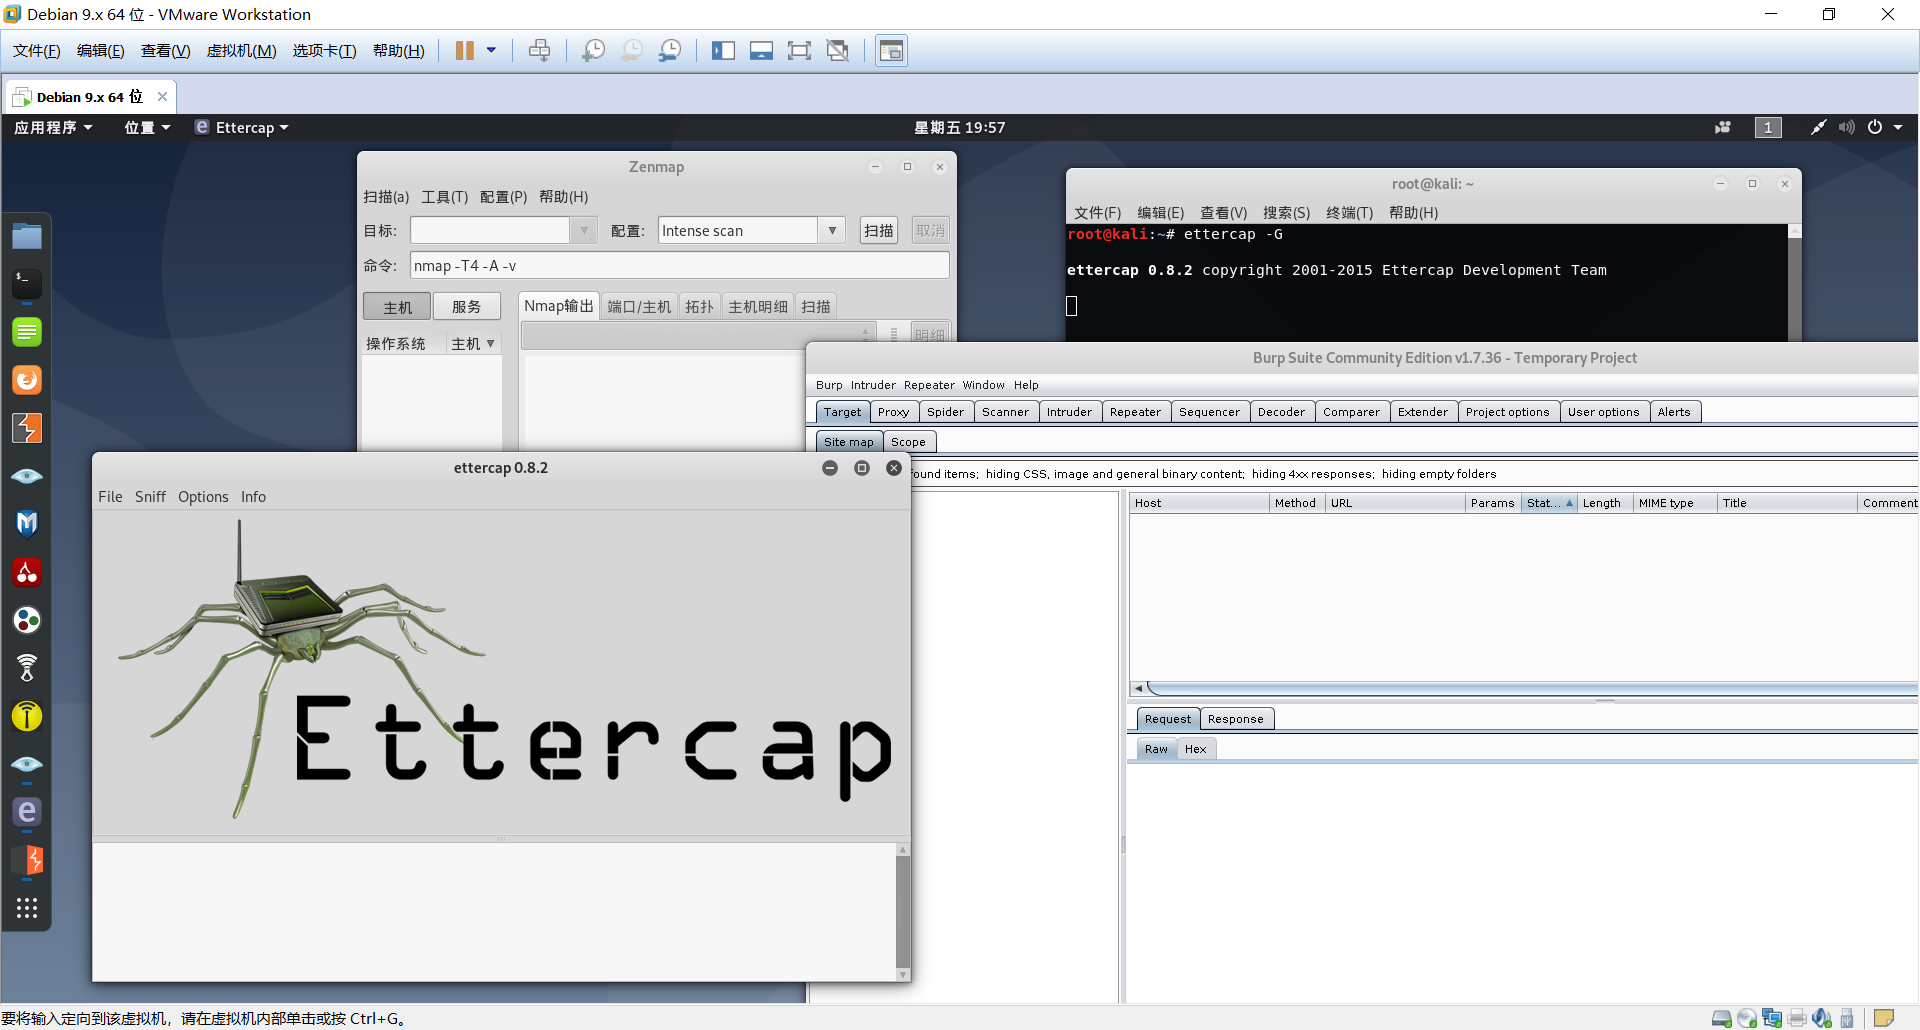 Debian 9.x 64 位 - VMware Workstation
文件(F) 编辑(E) 查看(V) 虚拟机(M) 选项卡(T) 帮助(H)
Debian 9.x 64 位
应用程序 位置 Ettercap 星期五 19:57 1
Zenmap
扫描(a) 工具(T) 配置(P) 帮助(H)
目标: 配置: Intense scan 扫描 取消
命令: nmap -T4 -A -v
主机 服务 Nmap输出 端口/主机 拓扑 主机明细 扫描
明细
操作系统 主机
root@kali: ~
文件(F) 编辑(E) 查看(V) 搜索(S) 终端(T) 帮助(H)
root@kali:~# ettercap -G
ettercap 0.8.2 copyright 2001-2015 Ettercap Development Team
Burp Suite Community Edition v1.7.36 - Temporary Project
Burp Intruder Repeater Window Help
Target Proxy Spider Scanner Intruder Repeater Sequencer Decoder Comparer Extender Project options User options Alerts
Site map Scope
found items; hiding CSS, image and general binary content; hiding 4xx responses; hiding empty folders
Host Method URL Params Stat... Length MIME type Title Comment
Request Response
Raw Hex
ettercap 0.8.2
File Sniff Options Info
Ettercap
要将输入定向到该虚拟机，请在虚拟机内部单击或按 Ctrl+G。